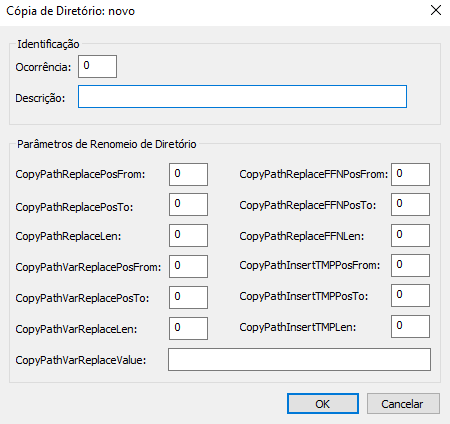 Cópia de Diretório: novo
Identificação
Ocorrência: 0
Descrição:
Parâmetros de Renomeio de Diretório
CopyPathReplacePosFrom: 0 CopyPathReplaceFFNPosFrom: 0
CopyPathReplacePosTo: 0 CopyPathReplaceFFNPosTo: 0
CopyPathReplaceLen: 0 CopyPathReplaceFFNLen: 0
CopyPathVarReplacePosFrom: 0 CopyPathInsertTMPPosFrom: 0
CopyPathVarReplacePosTo: 0 CopyPathInsertTMPPosTo: 0
CopyPathVarReplaceLen: 0 CopyPathInsertTMPLen: 0
CopyPathVarReplaceValue:
OK Cancelar